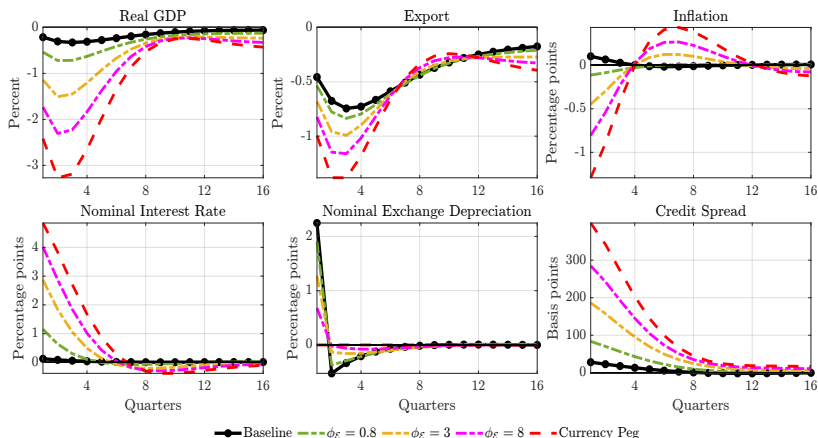 Real GDP
Export
Inflation
Percent
0
-1
-2
-3
4 8 12 16
0
-0.5
-1
4 8 12 16
Percentage points
0
-0.5
-1
4 8 12 16
Nominal Interest Rate
Nominal Exchange Depreciation
Credit Spread
Percentage points
4
3
2
1
0
4 8 12 16
Quarters
Percentage points
2
1
0
4 8 12 16
Quarters
Basis points
300
200
100
0
4 8 12 16
Quarters
Baseline ϕ_ℰ = 0.8 ϕ_ℰ = 3 ϕ_ℰ = 8 Currency Peg